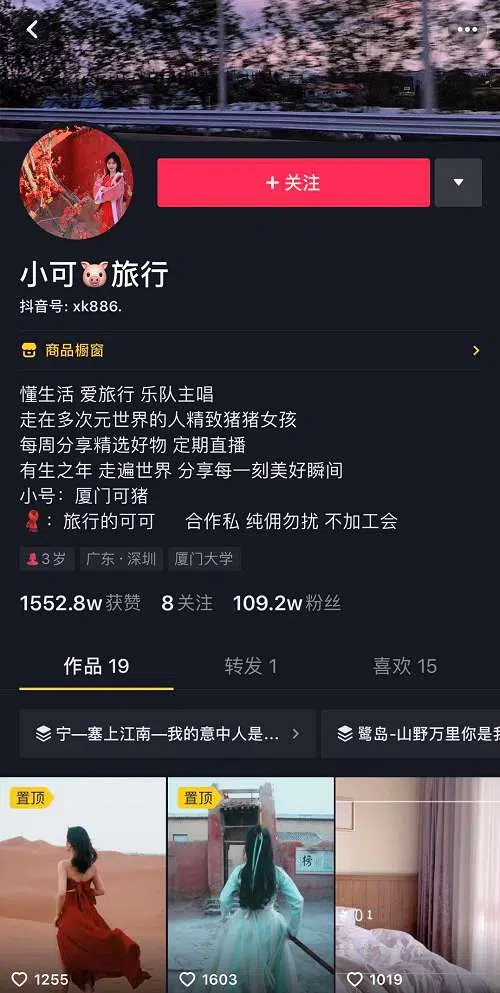 + 关注
小可🐷旅行
抖音号: xk886.
商品橱窗
懂生活 爱旅行 乐队主唱
走在多次元世界的人精致猪猪女孩
每周分享精选好物 定期直播
有生之年 走遍世界 分享每一刻美好瞬间
小号：厦门可猪
：旅行的可可 合作私 纯佣勿扰 不加工会
3岁 广东·深圳 厦门大学
1552.8w获赞 8关注 109.2w粉丝
作品 19 转发 1 喜欢 15
宁—塞上江南—我的意中人是... 鹭岛-山野万里你是我
置顶 置顶
榜
1255 1603 1019